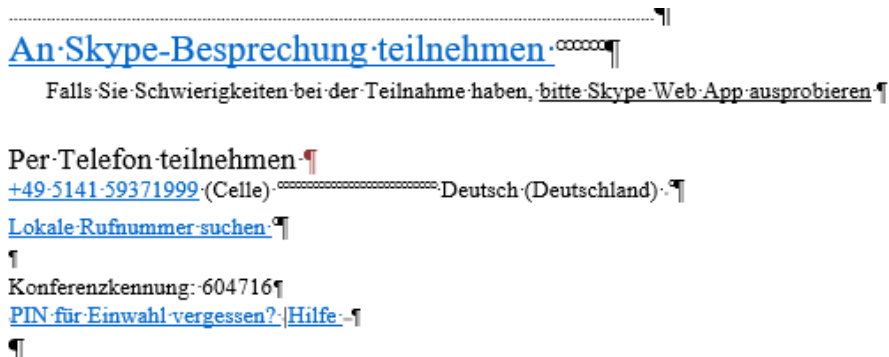 An Skype-Besprechung teilnehmen
Falls Sie Schwierigkeiten bei der Teilnahme haben, bitte Skype Web App ausprobieren
Per Telefon teilnehmen
+49 5141 59371999 (Celle) Deutsch (Deutschland)
Lokale Rufnummer suchen
Konferenzkennung: 604716
PIN für Einwahl vergessen? |Hilfe